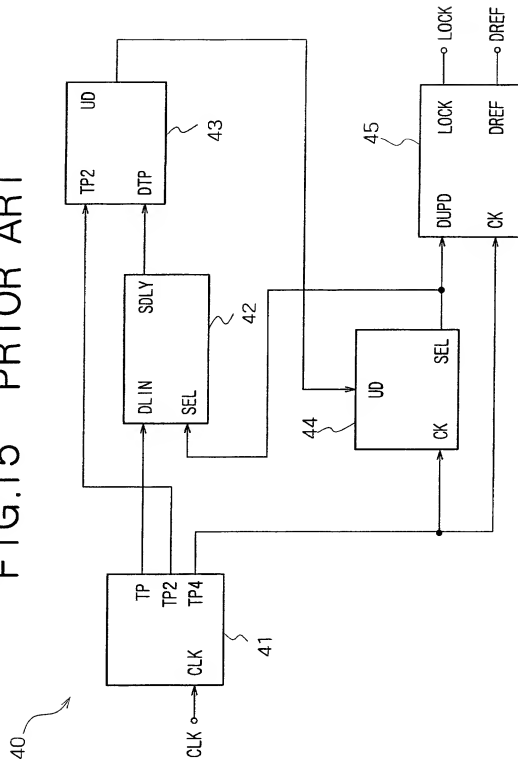 FIG.15 PRIOR ART
40
CLK
CLK
TP
TP2
TP4
41
DLIN
SEL
SDLY
42
TP2
DTP
UD
43
UD
CK
SEL
44
DUPD
CK
LOCK
DREF
45
LOCK
DREF